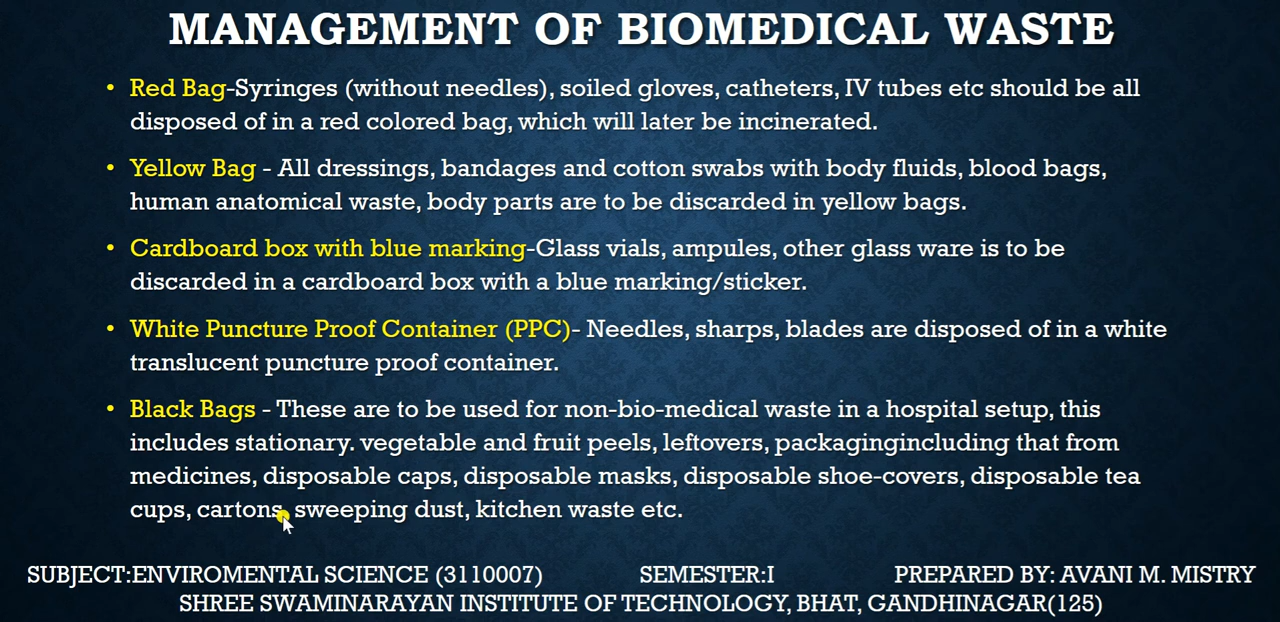 MANAGEMENT OF BIOMEDICAL WASTE
• Red Bag-Syringes (without needles), soiled gloves, catheters, IV tubes etc should be all
disposed of in a red colored bag, which will later be incinerated.
• Yellow Bag - All dressings, bandages and cotton swabs with body fluids, blood bags,
human anatomical waste, body parts are to be discarded in yellow bags.
• Cardboard box with blue marking-Glass vials, ampules, other glass ware is to be
discarded in a cardboard box with a blue marking/sticker.
• White Puncture Proof Container (PPC)- Needles, sharps, blades are disposed of in a white
translucent puncture proof container.
• Black Bags - These are to be used for non-bio-medical waste in a hospital setup, this
includes stationary. vegetable and fruit peels, leftovers, packagingincluding that from
medicines, disposable caps, disposable masks, disposable shoe-covers, disposable tea
cups, cartons, sweeping dust, kitchen waste etc.
SUBJECT:ENVIROMENTAL SCIENCE (3110007) SEMESTER:I PREPARED BY: AVANI M. MISTRY
SHREE SWAMINARAYAN INSTITUTE OF TECHNOLOGY, BHAT, GANDHINAGAR(125)